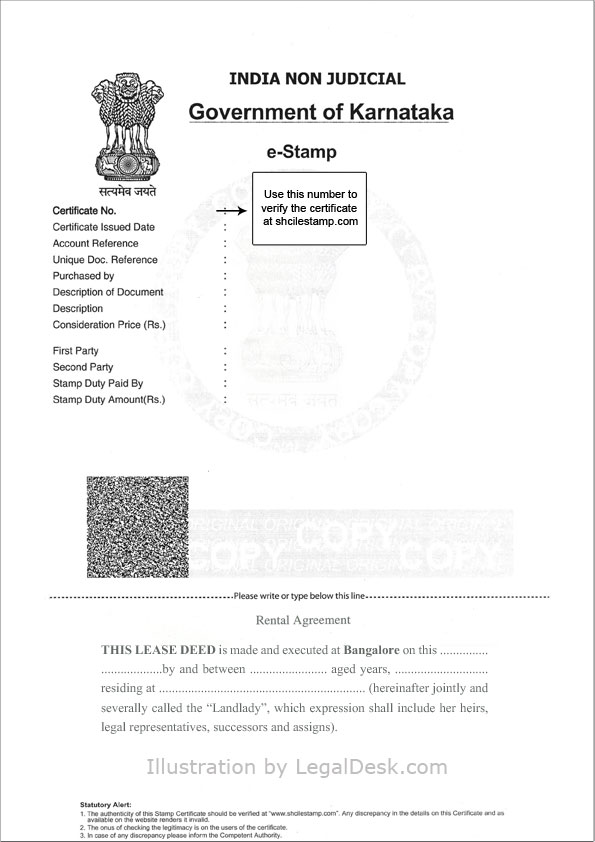 INDIA NON JUDICIAL
Government of Karnataka
e-Stamp
सत्यमेव जयते
Use this number to
verify the certificate
at shcilestamp.com
Certificate No. :
Certificate Issued Date :
Account Reference :
Unique Doc. Reference :
Purchased by :
Description of Document :
Description :
Consideration Price (Rs.) :
First Party :
Second Party :
Stamp Duty Paid By :
Stamp Duty Amount(Rs.) :
सत्यमेव जयते
ORIGINAL ORIGINAL
COPY COPY COPY
ORIGINAL ORIGINAL ORIGINAL
Please write or type below this line
Rental Agreement
THIS LEASE DEED is made and executed at Bangalore on this ...............
...................by and between ........................ aged years, .............................
residing at ................................................................ (hereinafter jointly and
severally called the “Landlady”, which expression shall include her heirs,
legal representatives, successors and assigns).
Illustration by LegalDesk.com
Statutory Alert:
1. The authenticity of this Stamp Certificate should be verified at "www.shcilestamp.com". Any discrepancy in the details on this Certificate and as
available on the website renders it invalid.
2. The onus of checking the legitimacy is on the users of the certificate.
3. In case of any discrepancy please inform the Competent Authority.